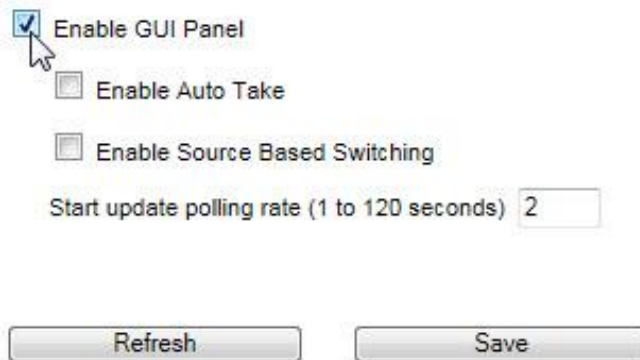 Enable GUI Panel
Enable Auto Take
Enable Source Based Switching
Start update polling rate (1 to 120 seconds) 2
Refresh Save